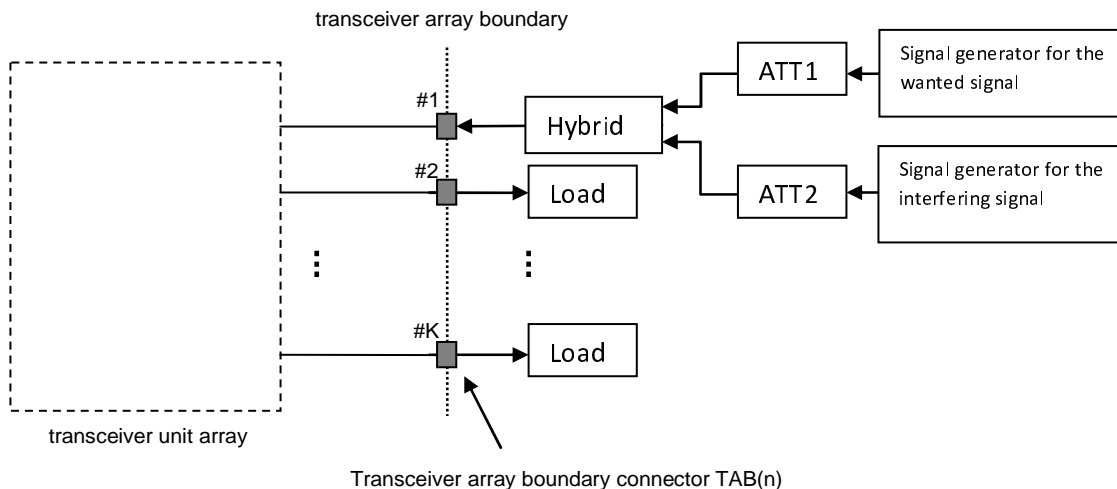 transceiver array boundary
#1
Hybrid
ATT1
Signal generator for the
wanted signal
#2
Load
ATT2
Signal generator for the
interfering signal
#K
Load
transceiver unit array
Transceiver array boundary connector TAB(n)